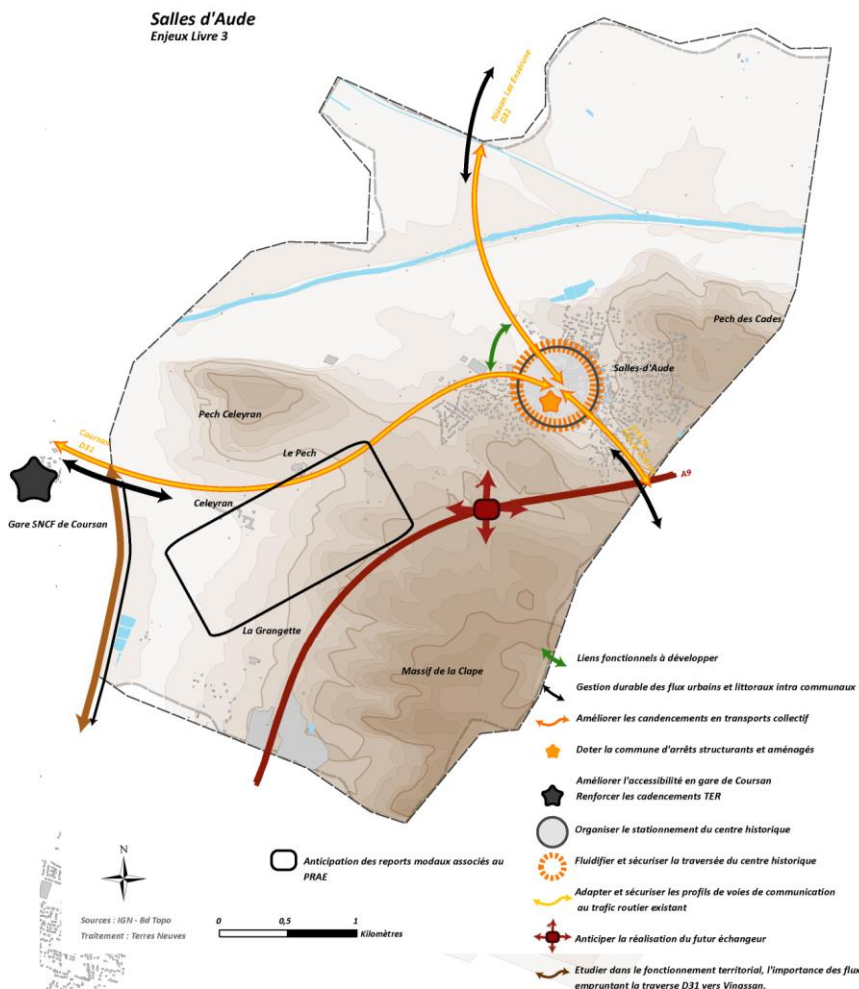 Salles d'Aude
Enjeux Livre 3
Nissan Lez Ensérune
D31
Pech des Cades
Salles-d'Aude
Pech Celeyran
Coursan
D31
Le Pech
A9
Celeyran
Gare SNCF de Coursan
La Grangette
Massif de la Clape
Liens fonctionnels à développer
Gestion durable des flux urbains et littoraux intra communaux
Améliorer les candencements en transports collectif
Doter la commune d'arrêts structurants et aménagés
Améliorer l'accessibilité en gare de Coursan
Renforcer les cadencements TER
Organiser le stationnement du centre historique
Fluidifier et sécuriser la traversée du centre historique
Adapter et sécuriser les profils de voies de communication
au trafic routier existant
Anticiper la réalisation du futur échangeur
Etudier dans le fonctionnement territorial, l'importance des flux
empruntant la traverse D31 vers Vinassan.
Anticipation des reports modaux associés au
PRAE
N
Sources : IGN - Bd Topo
Traitement : Terres Neuves
0 0,5 1
Kilomètres